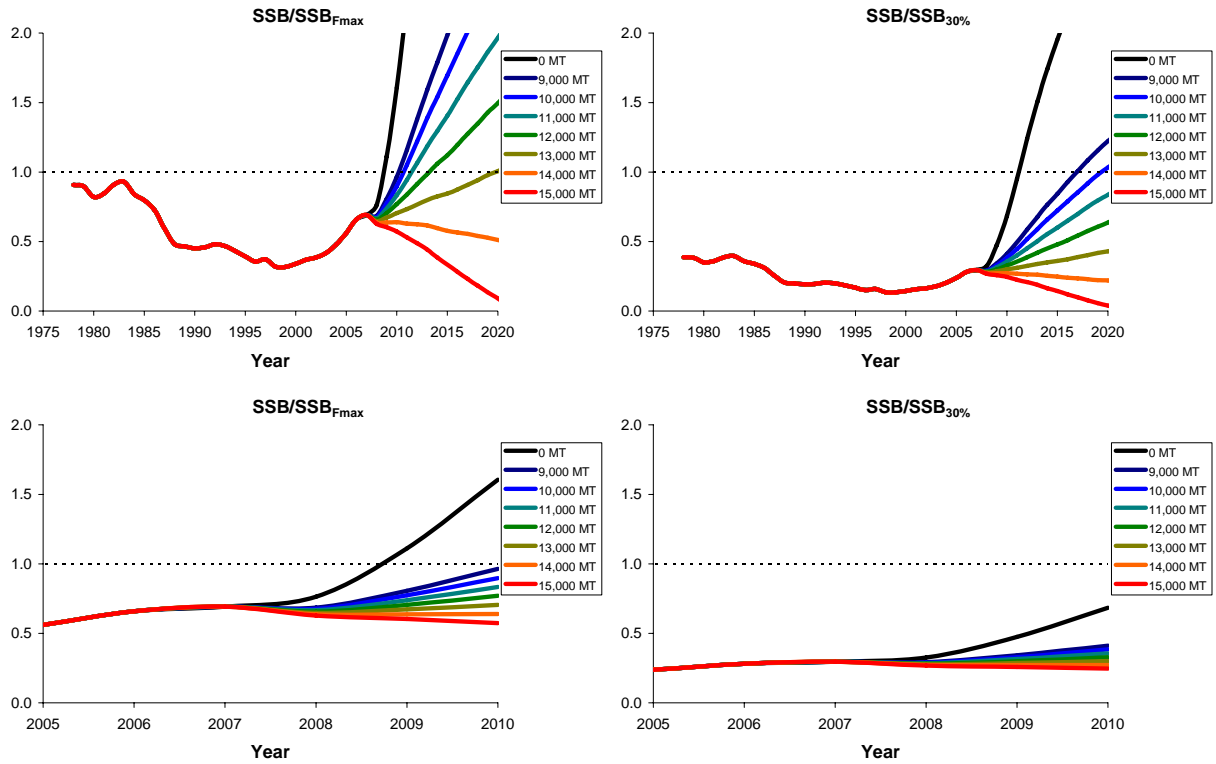 SSB/SSBFmax
2.0
1.5
1.0
0.5
0.0
1975 1980 1985 1990 1995 2000 2005 2010 2015 2020
Year
0 MT
9,000 MT
10,000 MT
11,000 MT
12,000 MT
13,000 MT
14,000 MT
15,000 MT
SSB/SSB30%
2.0
1.5
1.0
0.5
0.0
1975 1980 1985 1990 1995 2000 2005 2010 2015 2020
Year
0 MT
9,000 MT
10,000 MT
11,000 MT
12,000 MT
13,000 MT
14,000 MT
15,000 MT
SSB/SSBFmax
2.0
1.5
1.0
0.5
0.0
2005 2006 2007 2008 2009 2010
Year
0 MT
9,000 MT
10,000 MT
11,000 MT
12,000 MT
13,000 MT
14,000 MT
15,000 MT
SSB/SSB30%
2.0
1.5
1.0
0.5
0.0
2005 2006 2007 2008 2009 2010
Year
0 MT
9,000 MT
10,000 MT
11,000 MT
12,000 MT
13,000 MT
14,000 MT
15,000 MT